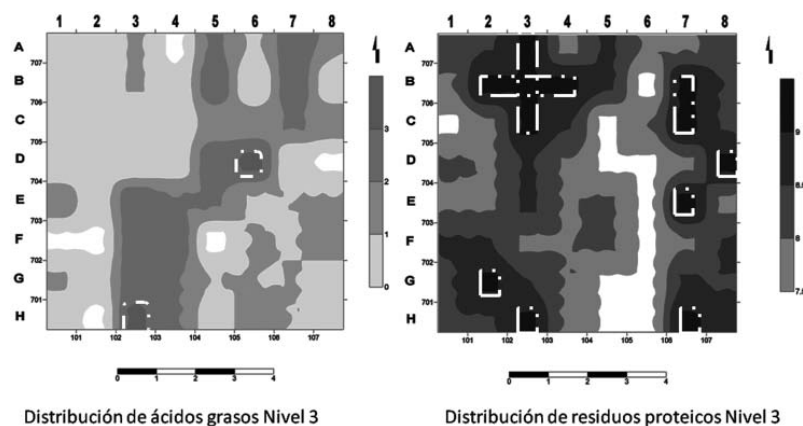 1 2 3 4 5 6 7 8
A
707
B
706
C
705
D
704
E
703
F
702
G
701
H
101 102 103 104 105 106 107
3
2
1
0
0 1 2 3 4
Distribución de ácidos grasos Nivel 3
1 2 3 4 5 6 7 8
A
707
B
706
C
705
D
704
E
703
F
702
G
701
H
101 102 103 104 105 106 107
9
8
0 1 2 3 4
Distribución de residuos proteicos Nivel 3